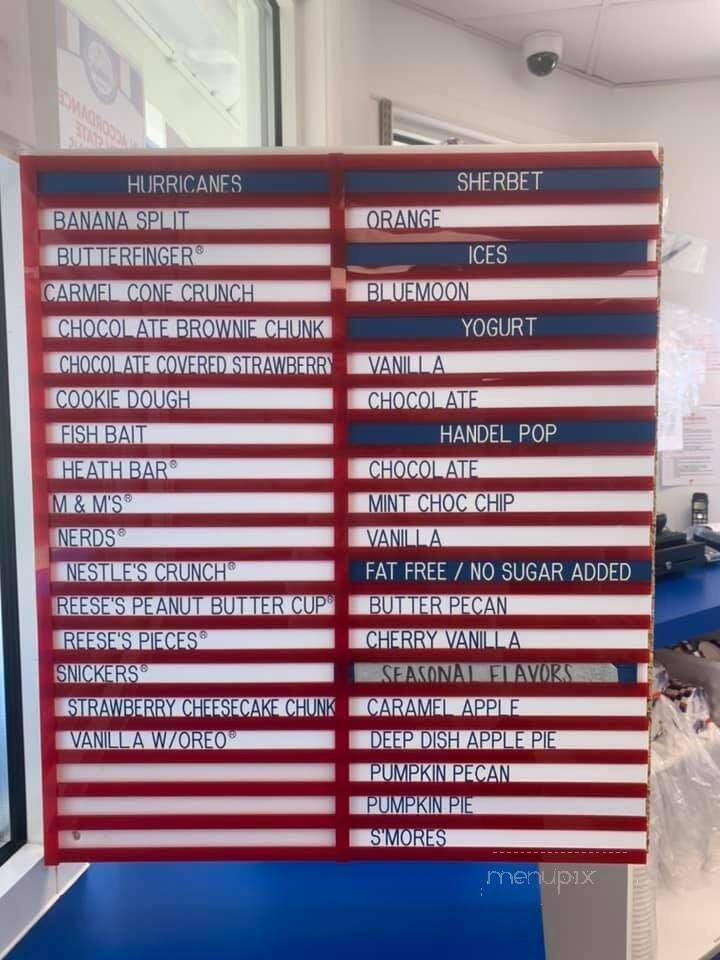 HURRICANES
BANANA SPLIT
BUTTERFINGER®
CARMEL CONE CRUNCH
CHOCOLATE BROWNIE CHUNK
CHOCOLATE COVERED STRAWBERRY
COOKIE DOUGH
FISH BAIT
HEATH BAR®
M & M'S®
NERDS®
NESTLE'S CRUNCH®
REESE'S PEANUT BUTTER CUP®
REESE'S PIECES®
SNICKERS®
STRAWBERRY CHEESECAKE CHUNK
VANILLA W/OREO®
SHERBET
ORANGE
ICES
BLUEMOON
YOGURT
VANILLA
CHOCOLATE
HANDEL POP
CHOCOLATE
MINT CHOC CHIP
VANILLA
FAT FREE / NO SUGAR ADDED
BUTTER PECAN
CHERRY VANILLA
SEASONAL FLAVORS
CARAMEL APPLE
DEEP DISH APPLE PIE
PUMPKIN PECAN
PUMPKIN PIE
S'MORES
menupix